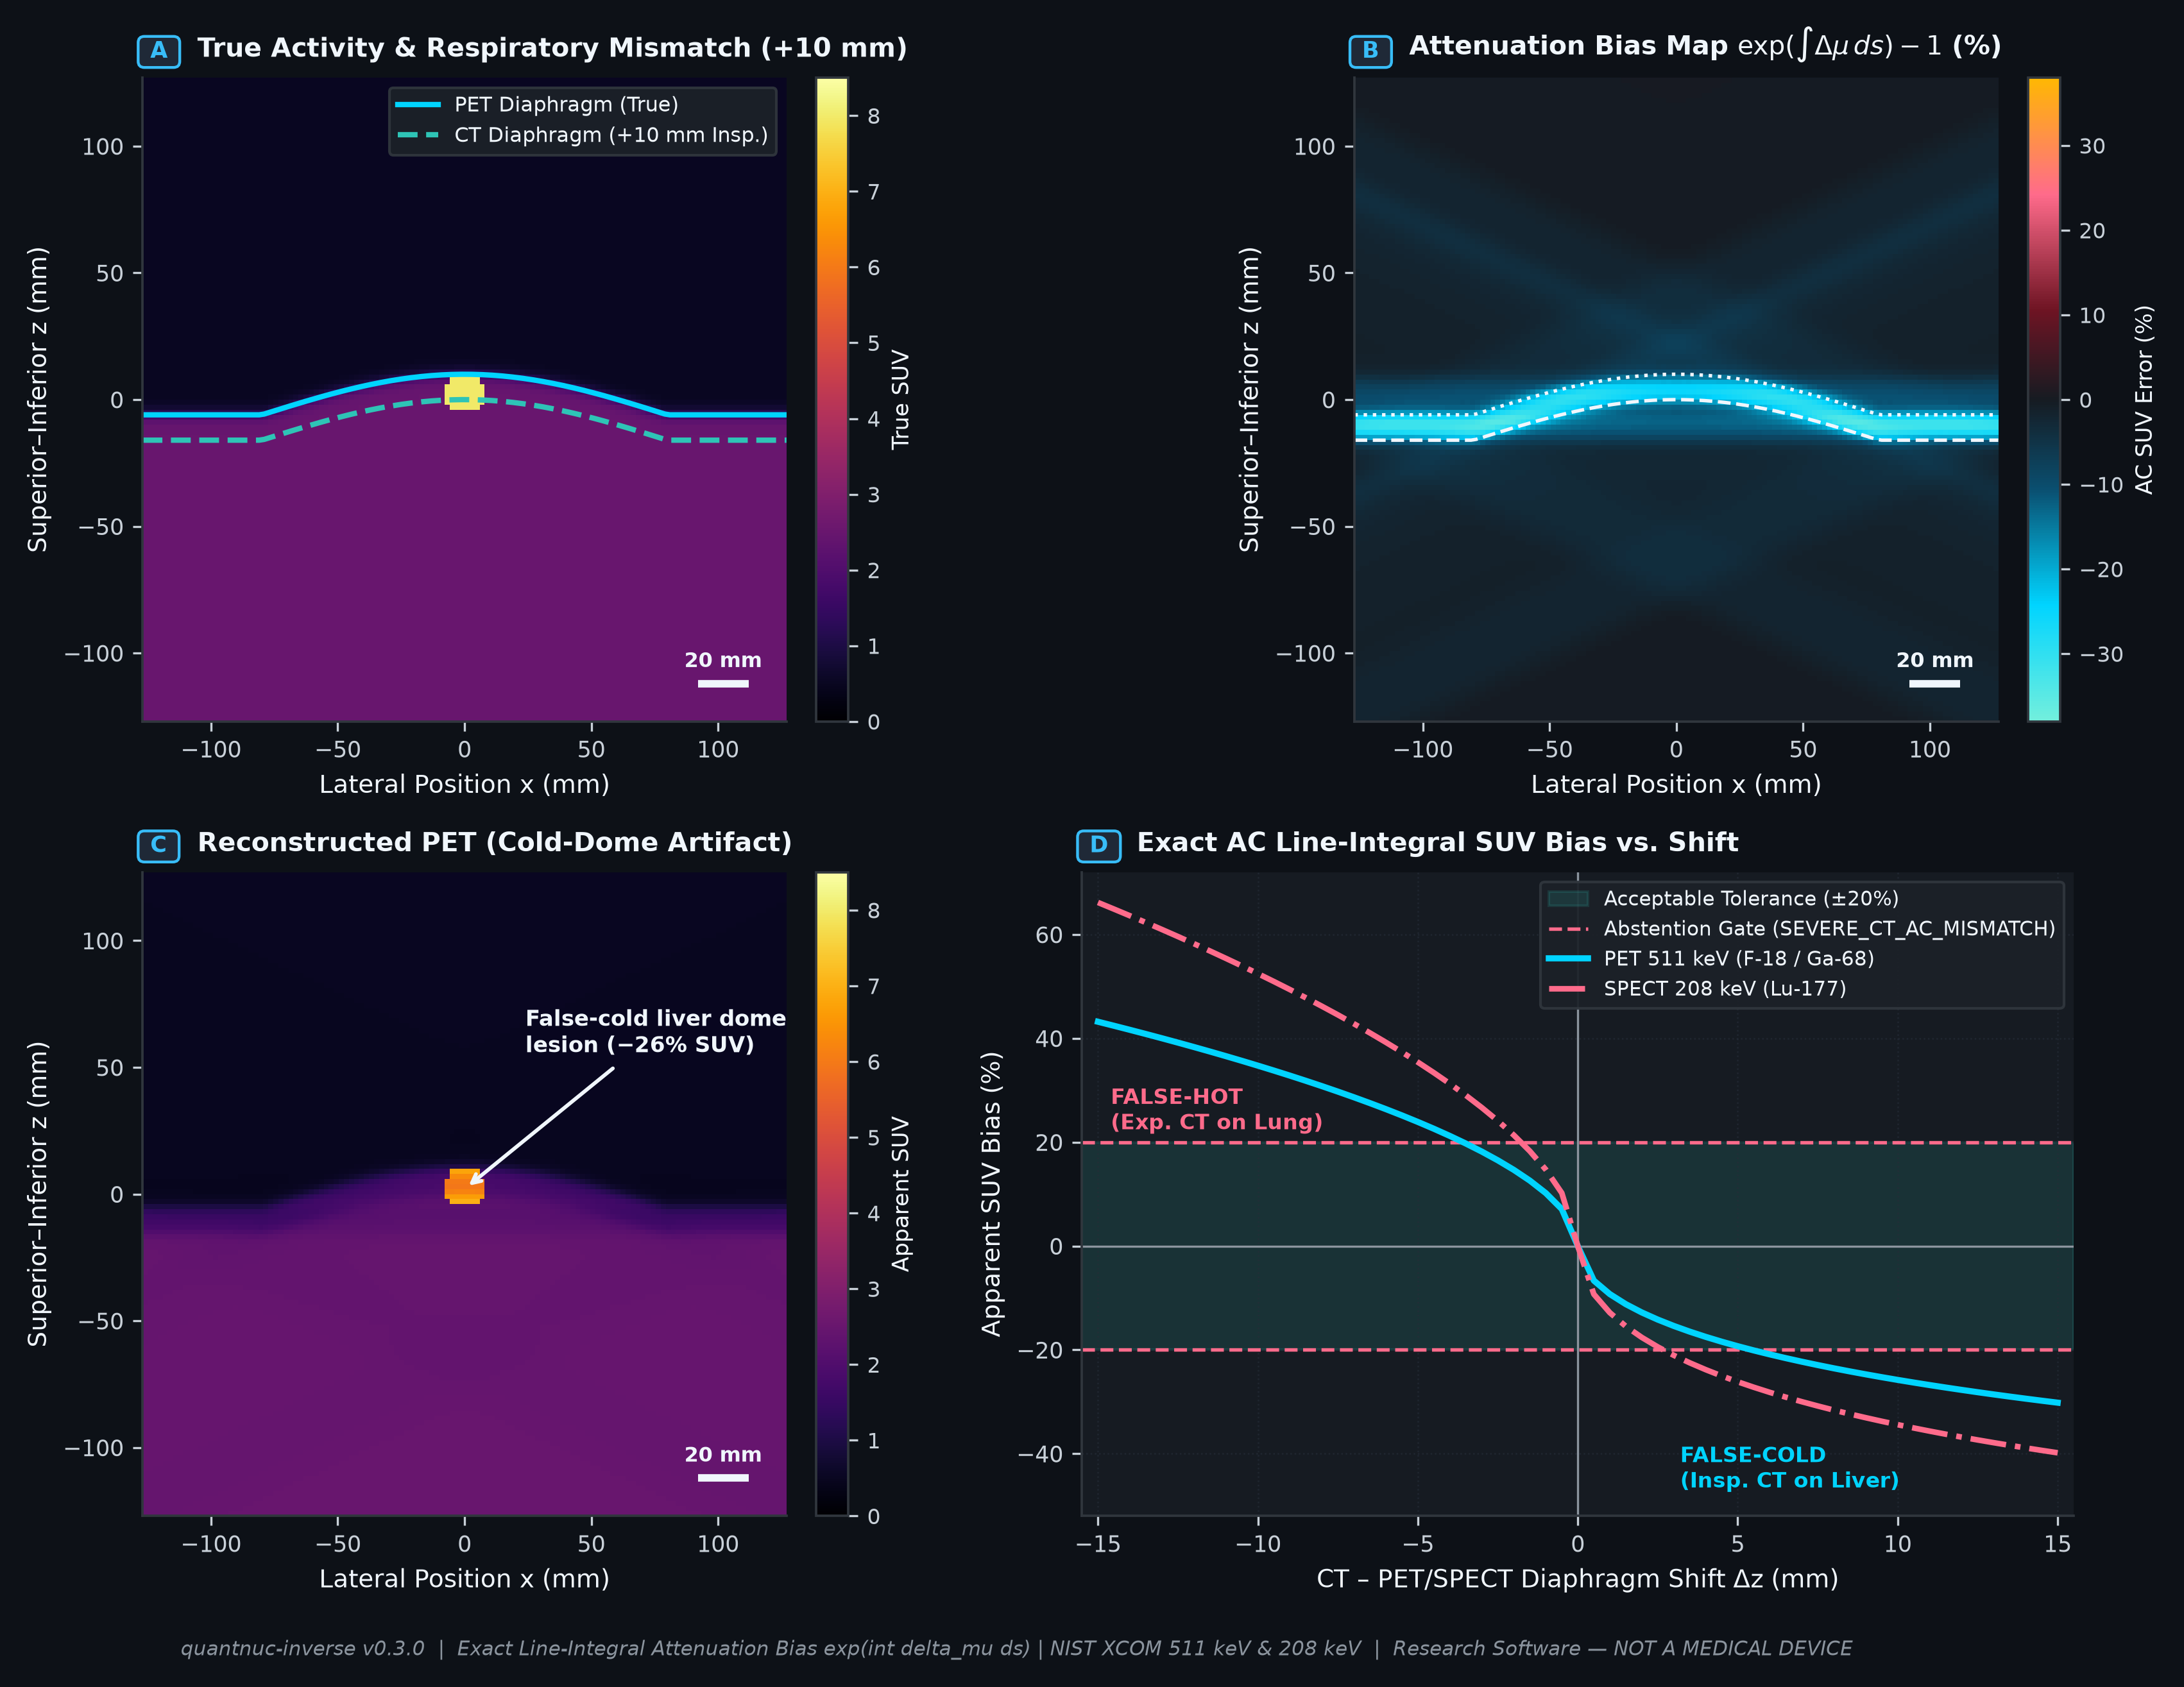 A True Activity & Respiratory Mismatch (+10 mm)
PET Diaphragm (True)
CT Diaphragm (+10 mm Insp.)
100
50
0
−50
−100
Superior–Inferior z (mm)
20 mm
−100 −50 0 50 100
Lateral Position x (mm)
8
7
6
5
4
3
2
1
0
True SUV
B Attenuation Bias Map exp(∫Δμ ds) − 1 (%)
100
50
0
−50
−100
Superior–Inferior z (mm)
20 mm
−100 −50 0 50 100
Lateral Position x (mm)
30
20
10
0
−10
−20
−30
AC SUV Error (%)
C Reconstructed PET (Cold-Dome Artifact)
False-cold liver dome
lesion (−26% SUV)
100
50
0
−50
−100
Superior–Inferior z (mm)
20 mm
−100 −50 0 50 100
Lateral Position x (mm)
8
7
6
5
4
3
2
1
0
Apparent SUV
D Exact AC Line-Integral SUV Bias vs. Shift
Acceptable Tolerance (±20%)
Abstention Gate (SEVERE_CT_AC_MISMATCH)
PET 511 keV (F-18 / Ga-68)
SPECT 208 keV (Lu-177)
60
40
20
0
−20
−40
Apparent SUV Bias (%)
FALSE-HOT
(Exp. CT on Lung)
FALSE-COLD
(Insp. CT on Liver)
−15 −10 −5 0 5 10 15
CT – PET/SPECT Diaphragm Shift Δz (mm)
quantnuc-inverse v0.3.0 | Exact Line-Integral Attenuation Bias exp(int delta_mu ds) | NIST XCOM 511 keV & 208 keV | Research Software — NOT A MEDICAL DEVICE